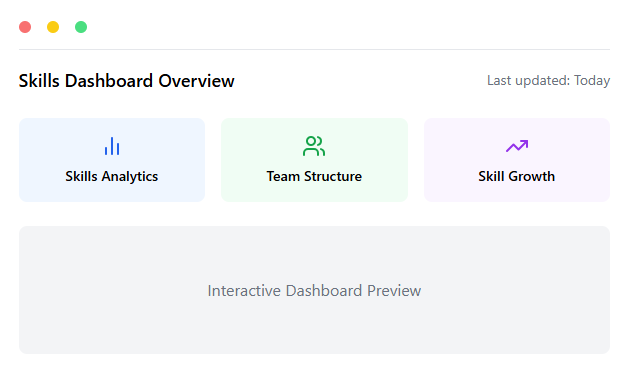 Skills Dashboard Overview
Last updated: Today
Skills Analytics
Team Structure
Skill Growth
Interactive Dashboard Preview